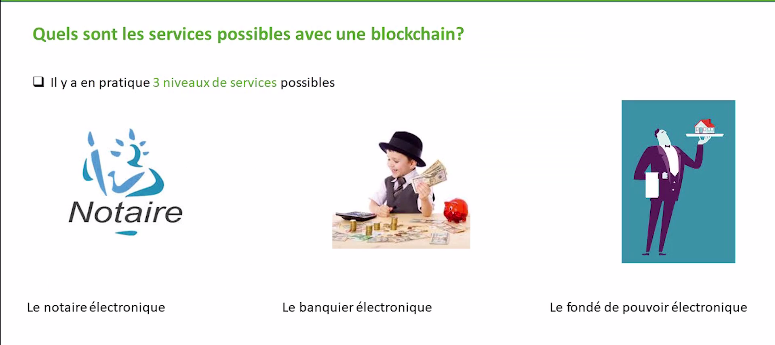 Quels sont les services possibles avec une blockchain?
❑ Il y a en pratique 3 niveaux de services possibles
Notaire
Le notaire électronique
Le banquier électronique
Le fondé de pouvoir électronique